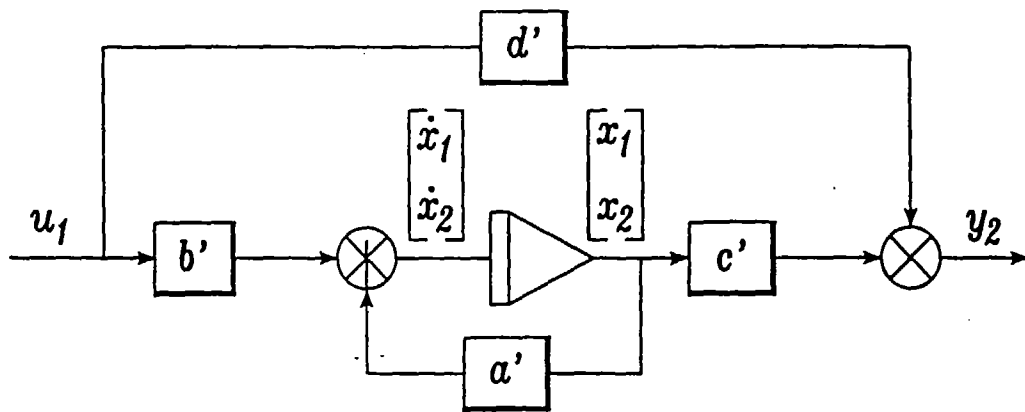 d'
ẋ1 x1
ẋ2 x2
u1 y2
b' c'
a'